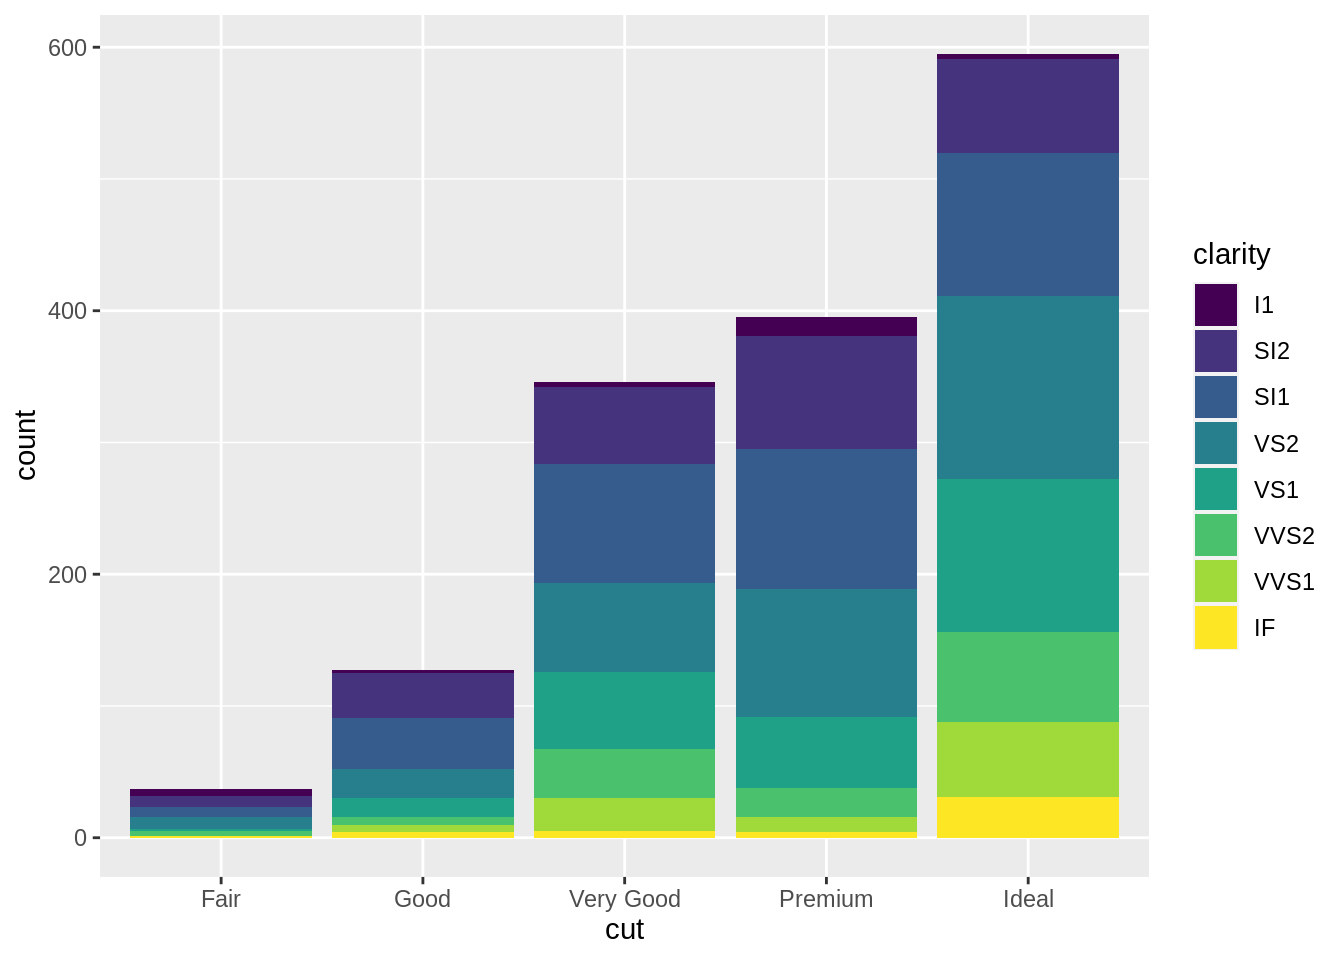 600
400
200
0
count
Fair Good Very Good Premium Ideal
cut
clarity
I1
SI2
SI1
VS2
VS1
VVS2
VVS1
IF